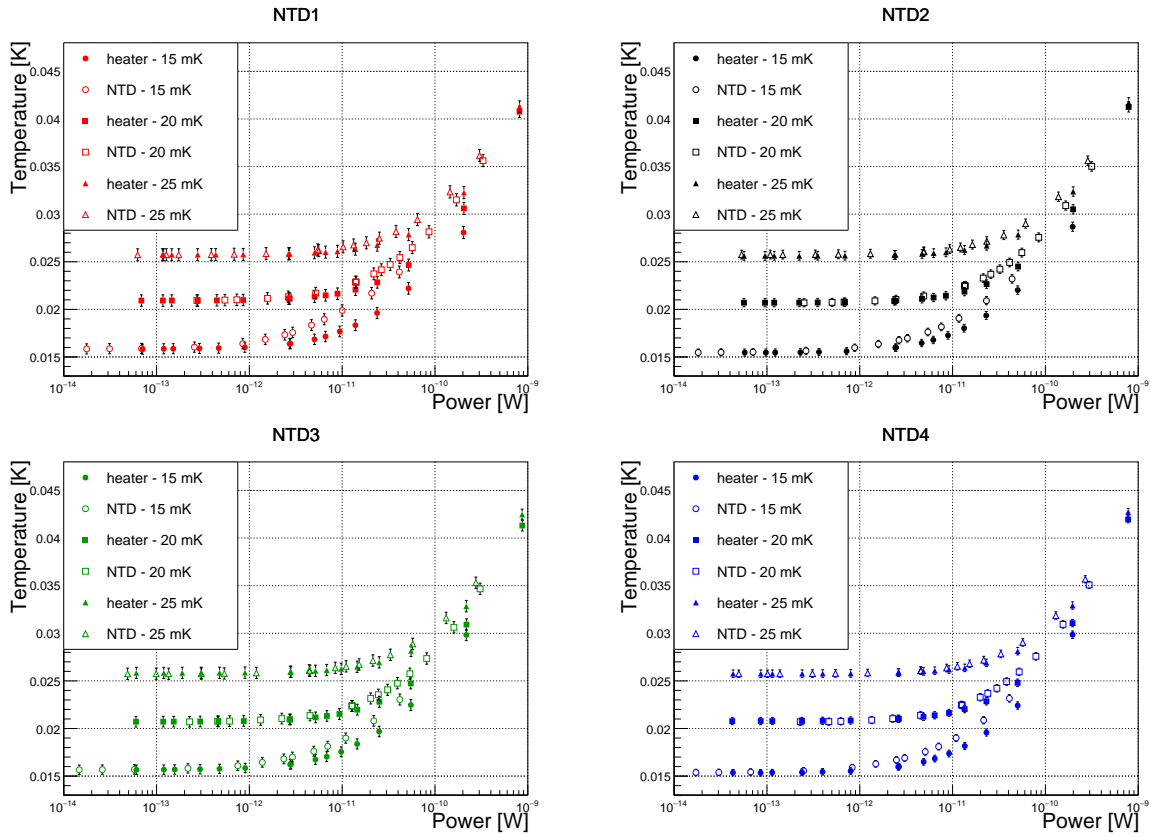 NTD1
Temperature [K]
0.045
0.04
0.035
0.03
0.025
0.02
0.015
heater - 15 mK
NTD - 15 mK
heater - 20 mK
NTD - 20 mK
heater - 25 mK
NTD - 25 mK
10⁻¹⁴ 10⁻¹³ 10⁻¹² 10⁻¹¹ 10⁻¹⁰ 10⁻⁹
Power [W]
NTD2
Temperature [K]
0.045
0.04
0.035
0.03
0.025
0.02
0.015
heater - 15 mK
NTD - 15 mK
heater - 20 mK
NTD - 20 mK
heater - 25 mK
NTD - 25 mK
10⁻¹⁴ 10⁻¹³ 10⁻¹² 10⁻¹¹ 10⁻¹⁰ 10⁻⁹
Power [W]
NTD3
Temperature [K]
0.045
0.04
0.035
0.03
0.025
0.02
0.015
heater - 15 mK
NTD - 15 mK
heater - 20 mK
NTD - 20 mK
heater - 25 mK
NTD - 25 mK
10⁻¹⁴ 10⁻¹³ 10⁻¹² 10⁻¹¹ 10⁻¹⁰ 10⁻⁹
Power [W]
NTD4
Temperature [K]
0.045
0.04
0.035
0.03
0.025
0.02
0.015
heater - 15 mK
NTD - 15 mK
heater - 20 mK
NTD - 20 mK
heater - 25 mK
NTD - 25 mK
10⁻¹⁴ 10⁻¹³ 10⁻¹² 10⁻¹¹ 10⁻¹⁰ 10⁻⁹
Power [W]